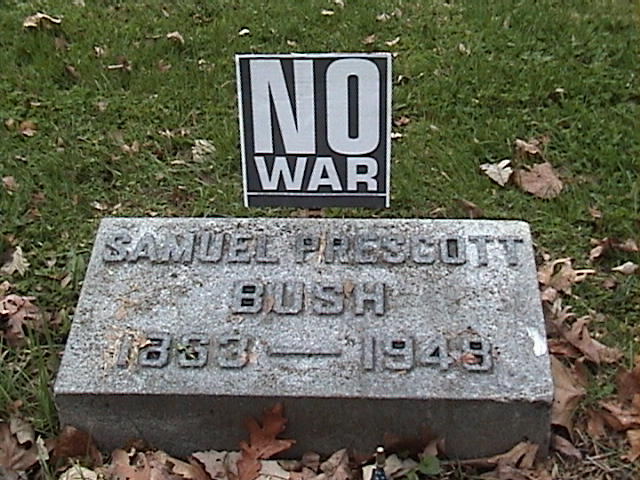 NO
WAR
SAMUEL PRESCOTT
BUSH
1863 — 1948